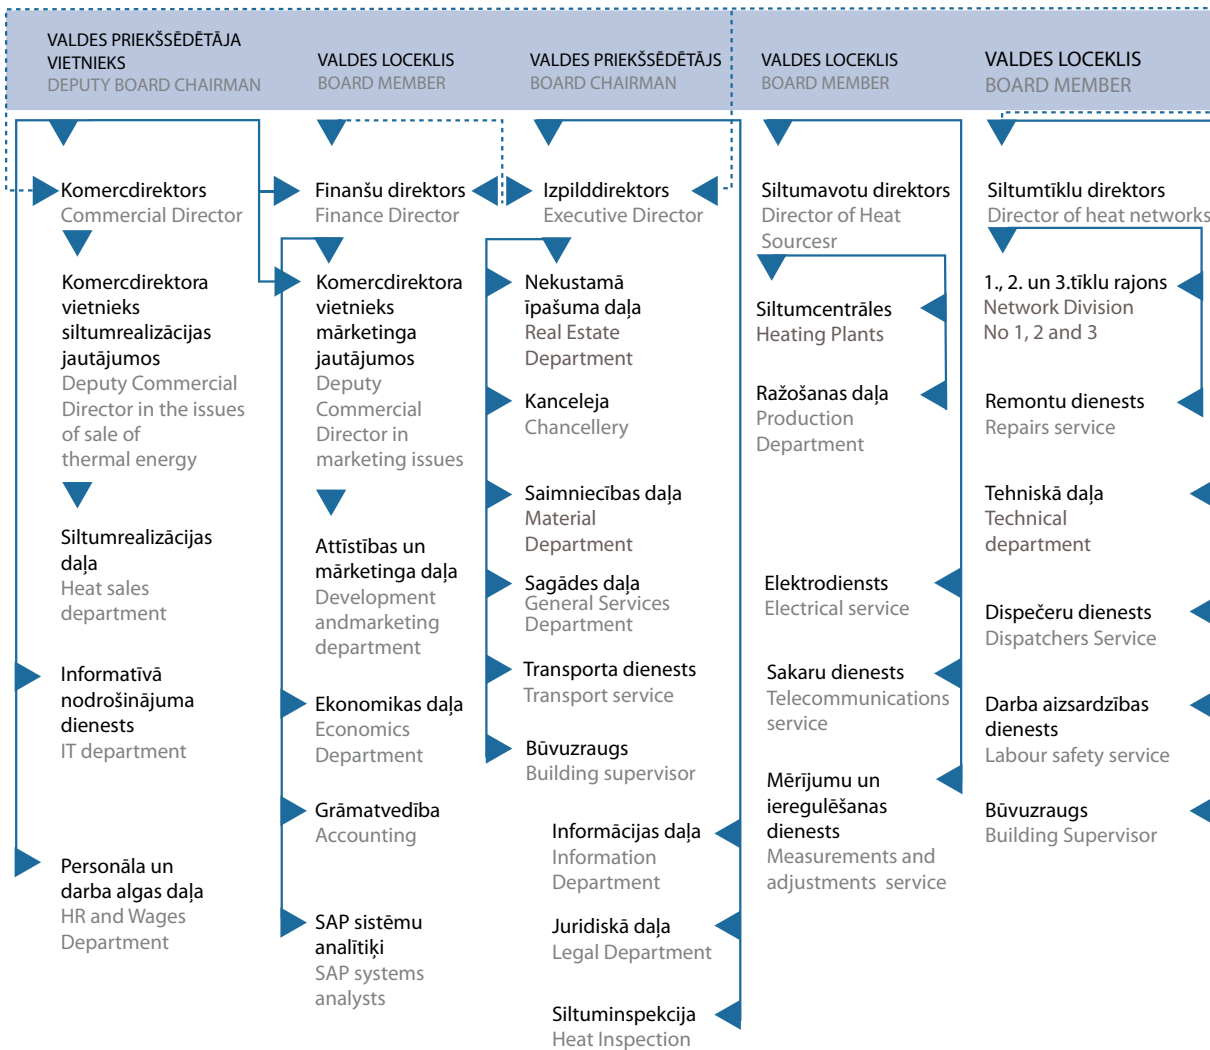 VALDES PRIEKŠSĒDĒTĀJA
VIETNIEKS
DEPUTY BOARD CHAIRMAN
VALDES LOCEKLIS
BOARD MEMBER
VALDES PRIEKŠSĒDĒTĀJS
BOARD CHAIRMAN
VALDES LOCEKLIS
BOARD MEMBER
VALDES LOCEKLIS
BOARD MEMBER
Komercdirektors
Commercial Director
Komercdirektora
vietnieks
siltumrealizācijas
jautājumos
Deputy Commercial
Director in the issues
of sale of
thermal energy
Siltumrealizācijas
daļa
Heat sales
department
Informatīvā
nodrošinājuma
dienests
IT department
Personāla un
darba algas daļa
HR and Wages
Department
Finanšu direktors
Finance Director
Komercdirektora
vietnieks
mārketinga
jautājumos
Deputy
Commercial
Director in
marketing issues
Attīstības un
mārketinga daļa
Development
andmarketing
department
Ekonomikas daļa
Economics
Department
Grāmatvedība
Accounting
SAP sistēmu
analītiķi
SAP systems
analysts
Izpilddirektors
Executive Director
Nekustamā
īpašuma daļa
Real Estate
Department
Kanceleja
Chancellery
Saimniecības daļa
Material
Department
Sagādes daļa
General Services
Department
Transporta dienests
Transport service
Būvuzraugs
Building supervisor
Informācijas daļa
Information
Department
Juridiskā daļa
Legal Department
Siltuminspekcija
Heat Inspection
Siltumavotu direktors
Director of Heat
Sourcesr
Siltumcentrāles
Heating Plants
Ražošanas daļa
Production
Department
Elektrodiensts
Electrical service
Sakaru dienests
Telecommunications
service
Mērījumu un
ieregulēšanas
dienests
Measurements and
adjustments service
Siltumtīklu direktors
Director of heat networks
1., 2. un 3.tīklu rajons
Network Division
No 1, 2 and 3
Remontu dienests
Repairs service
Tehniskā daļa
Technical
department
Dispečeru dienests
Dispatchers Service
Darba aizsardzības
dienests
Labour safety service
Būvuzraugs
Building Supervisor